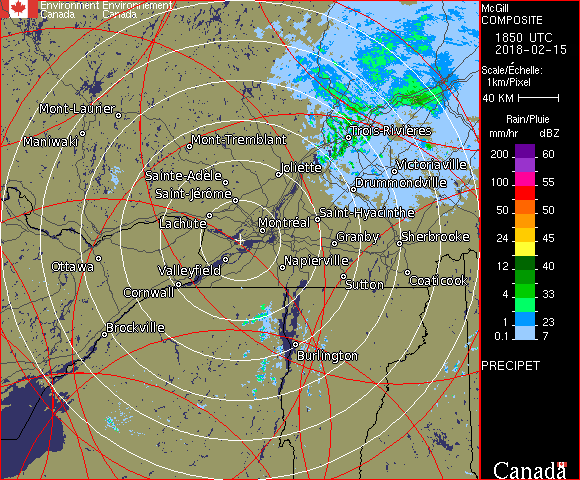 Environment Environnement
Canada Canada
McGill
COMPOSITE
1850 UTC
2018-02-15
Scale/Échelle:
1km/Pixel
40 KM
Rain/Pluie
mm/hr dBZ
200 60
100 55
50 50
24 45
12 40
4 33
1 23
0.1 7
PRECIPET
Canada
Mont-Laurier
Maniwaki
Mont-Tremblant
Trois-Rivières
Sainte-Adèle
Joliette
Victoriaville
Drummondville
Saint-Jérôme
Lachute
Montréal
Saint-Hyacinthe
Granby
Sherbrooke
Ottawa
Valleyfield
Napierville
Cornwall
Sutton
Coaticook
Brockville
Burlington